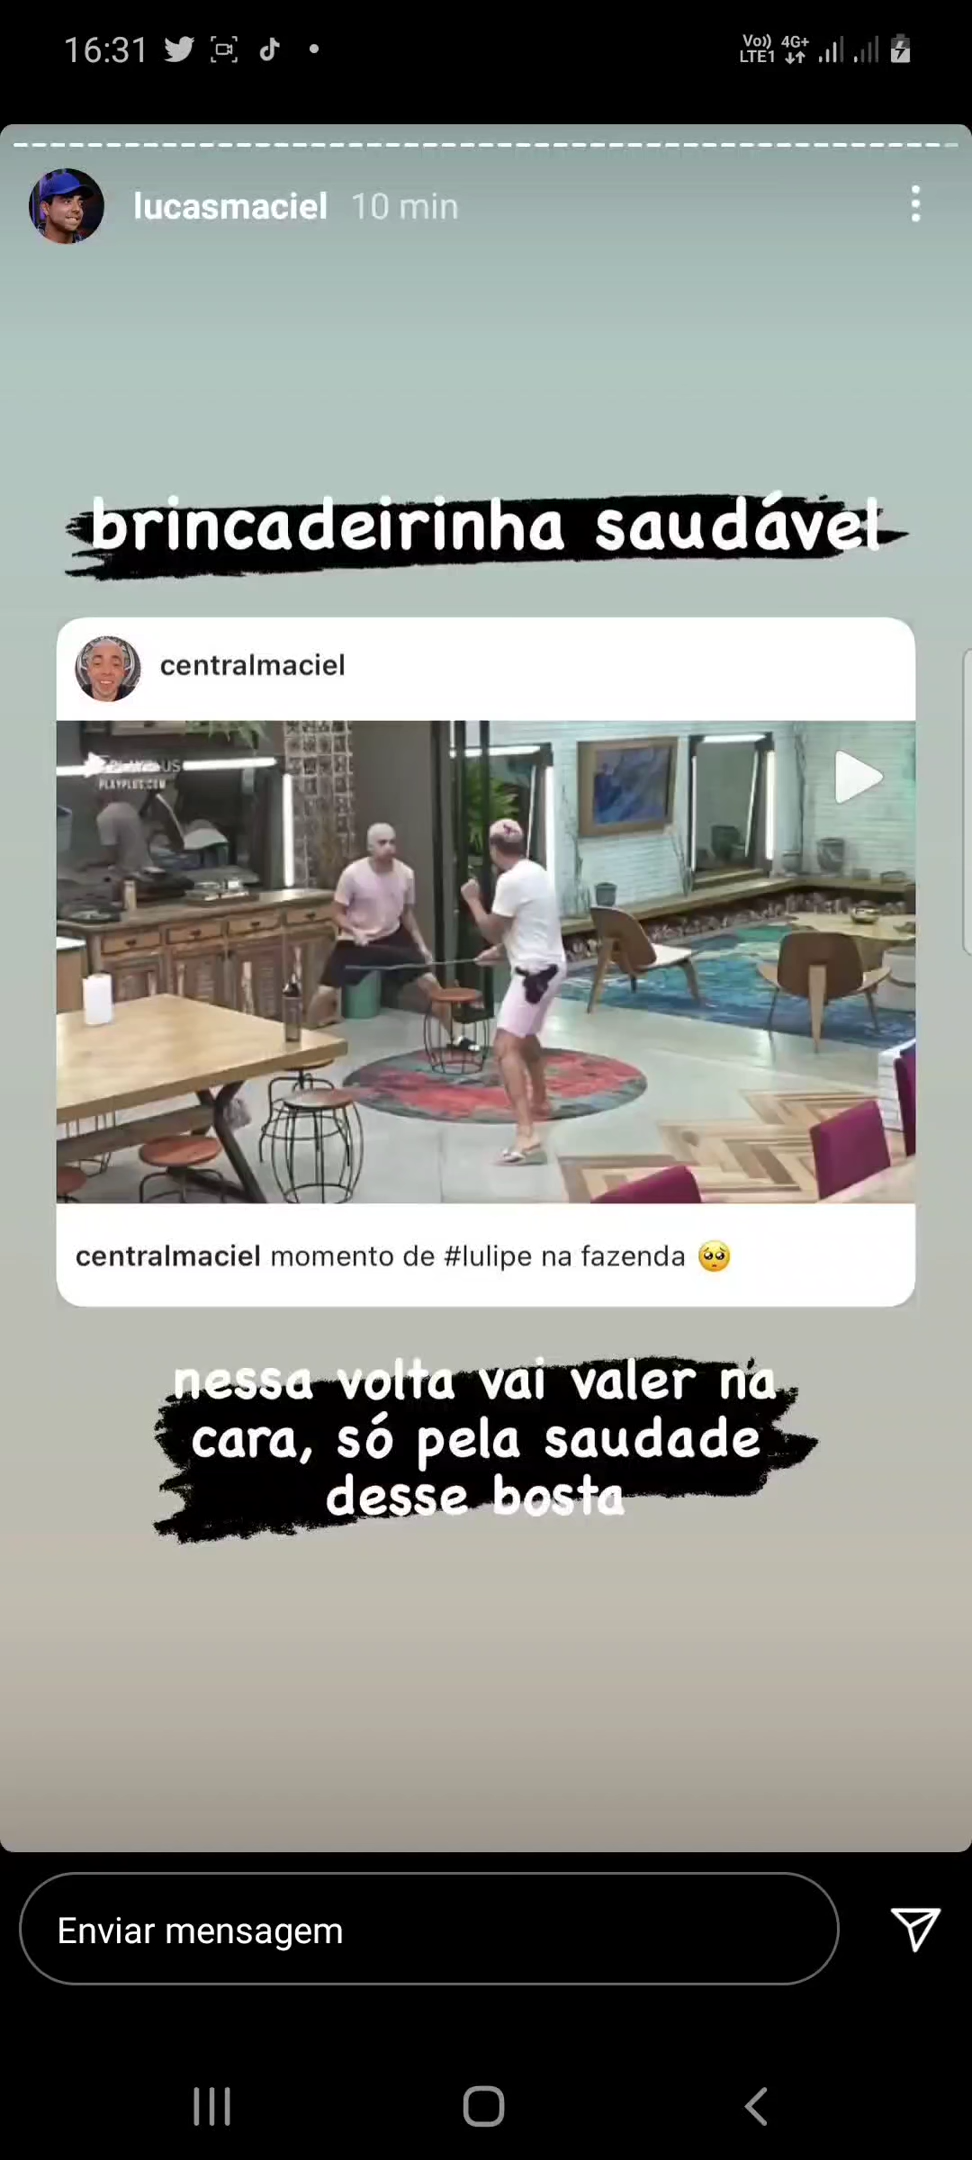 16:31
Vo)) 4G+
LTE1
lucasmaciel 10 min
brincadeirinha saudável
centralmaciel
PLAYPLUS
PLAYPLUS.COM
centralmaciel momento de #lulipe na fazenda 🥺
nessa volta vai valer na
cara, só pela saudade
desse bosta
Enviar mensagem